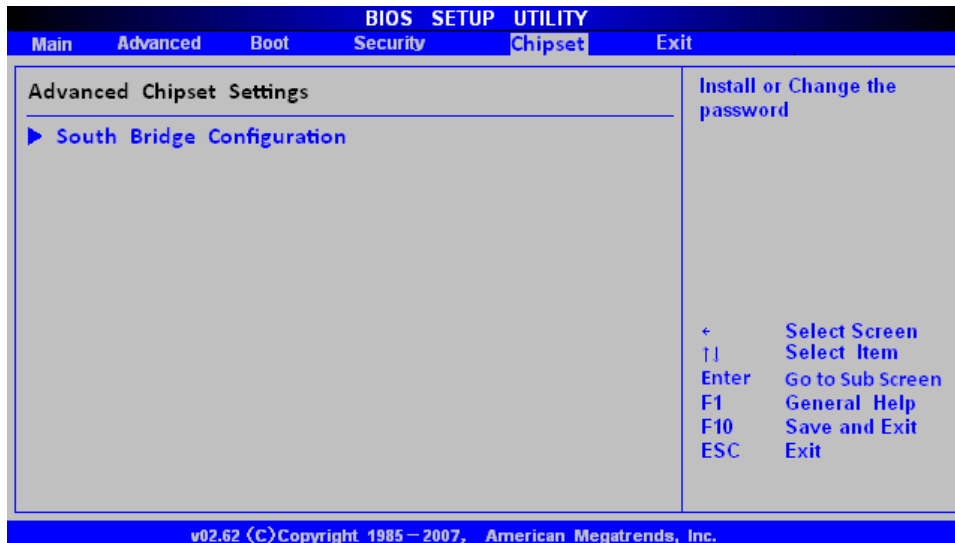 BIOS SETUP UTILITY
Main Advanced Boot Security Chipset Exit
Advanced Chipset Settings
▶ South Bridge Configuration
Install or Change the
password
← Select Screen
↑↓ Select Item
Enter Go to Sub Screen
F1 General Help
F10 Save and Exit
ESC Exit
v02.62 (C)Copyright 1985-2007, American Megatrends, Inc.